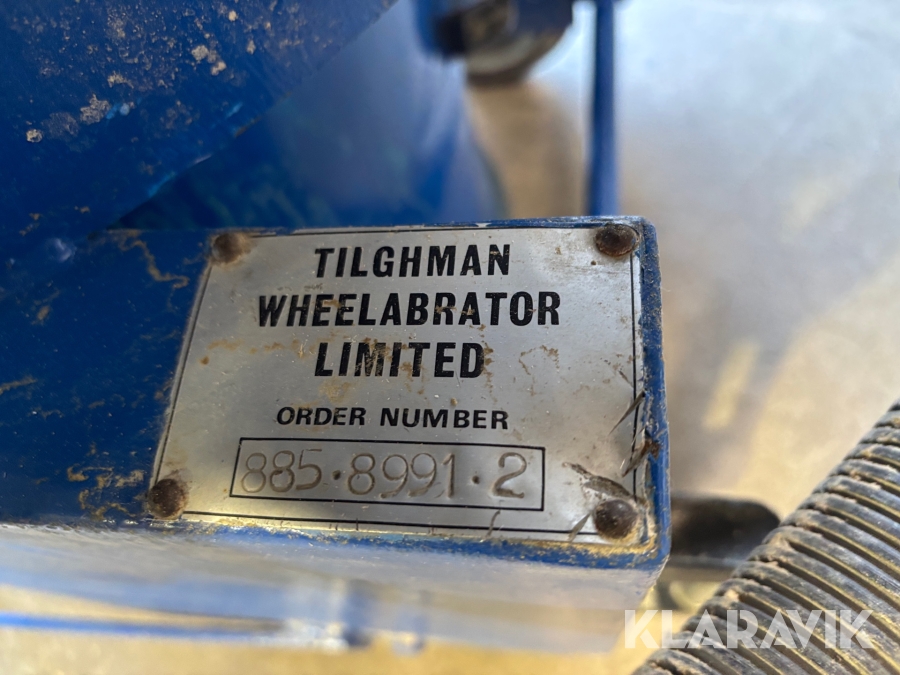 TILGHMAN
WHEELABRATOR
LIMITED
ORDER NUMBER
885·8991·2
KLARAVIK